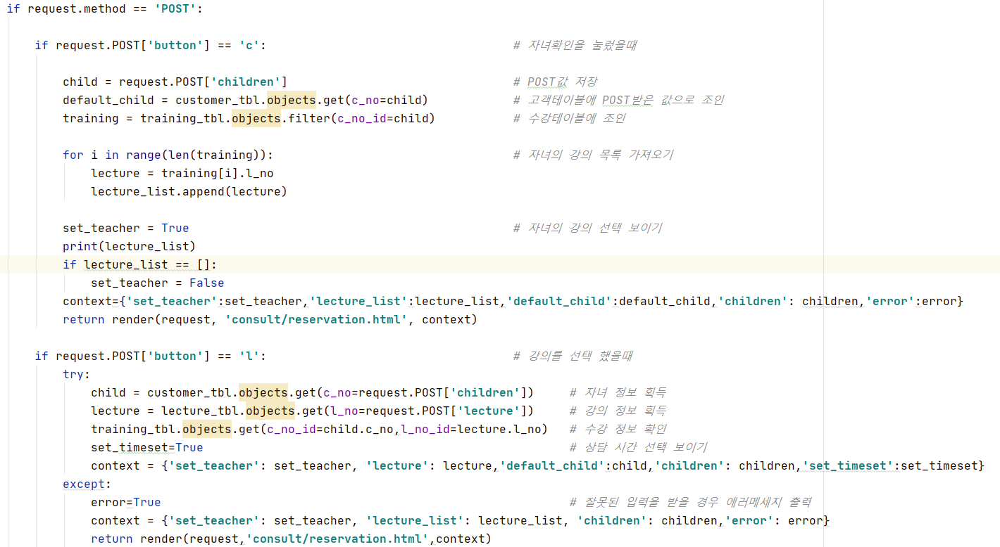 if request.method == 'POST':
if request.POST['button'] == 'c': # 자녀확인을 눌렀을때
child = request.POST['children'] # POST값 저장
default_child = customer_tbl.objects.get(c_no=child) # 고객테이블에 POST받은 값으로 조인
training = training_tbl.objects.filter(c_no_id=child) # 수강테이블에 조인
for i in range(len(training)): # 자녀의 강의 목록 가져오기
lecture = training[i].l_no
lecture_list.append(lecture)
set_teacher = True # 자녀의 강의 선택 보이기
print(lecture_list)
if lecture_list == []:
set_teacher = False
context={'set_teacher':set_teacher,'lecture_list':lecture_list,'default_child':default_child,'children': children,'error':error}
return render(request, 'consult/reservation.html', context)
if request.POST['button'] == 'l': # 강의를 선택 했을때
try:
child = customer_tbl.objects.get(c_no=request.POST['children']) # 자녀 정보 획득
lecture = lecture_tbl.objects.get(l_no=request.POST['lecture']) # 강의 정보 획득
training_tbl.objects.get(c_no_id=child.c_no,l_no_id=lecture.l_no) # 수강 정보 확인
set_timeset=True # 상담 시간 선택 보이기
context = {'set_teacher': set_teacher, 'lecture': lecture,'default_child':child,'children': children,'set_timeset':set_timeset}
except:
error=True # 잘못된 입력을 받을 경우 에러메세지 출력
context = {'set_teacher': set_teacher, 'lecture_list': lecture_list, 'children': children,'error': error}
return render(request,'consult/reservation.html',context)